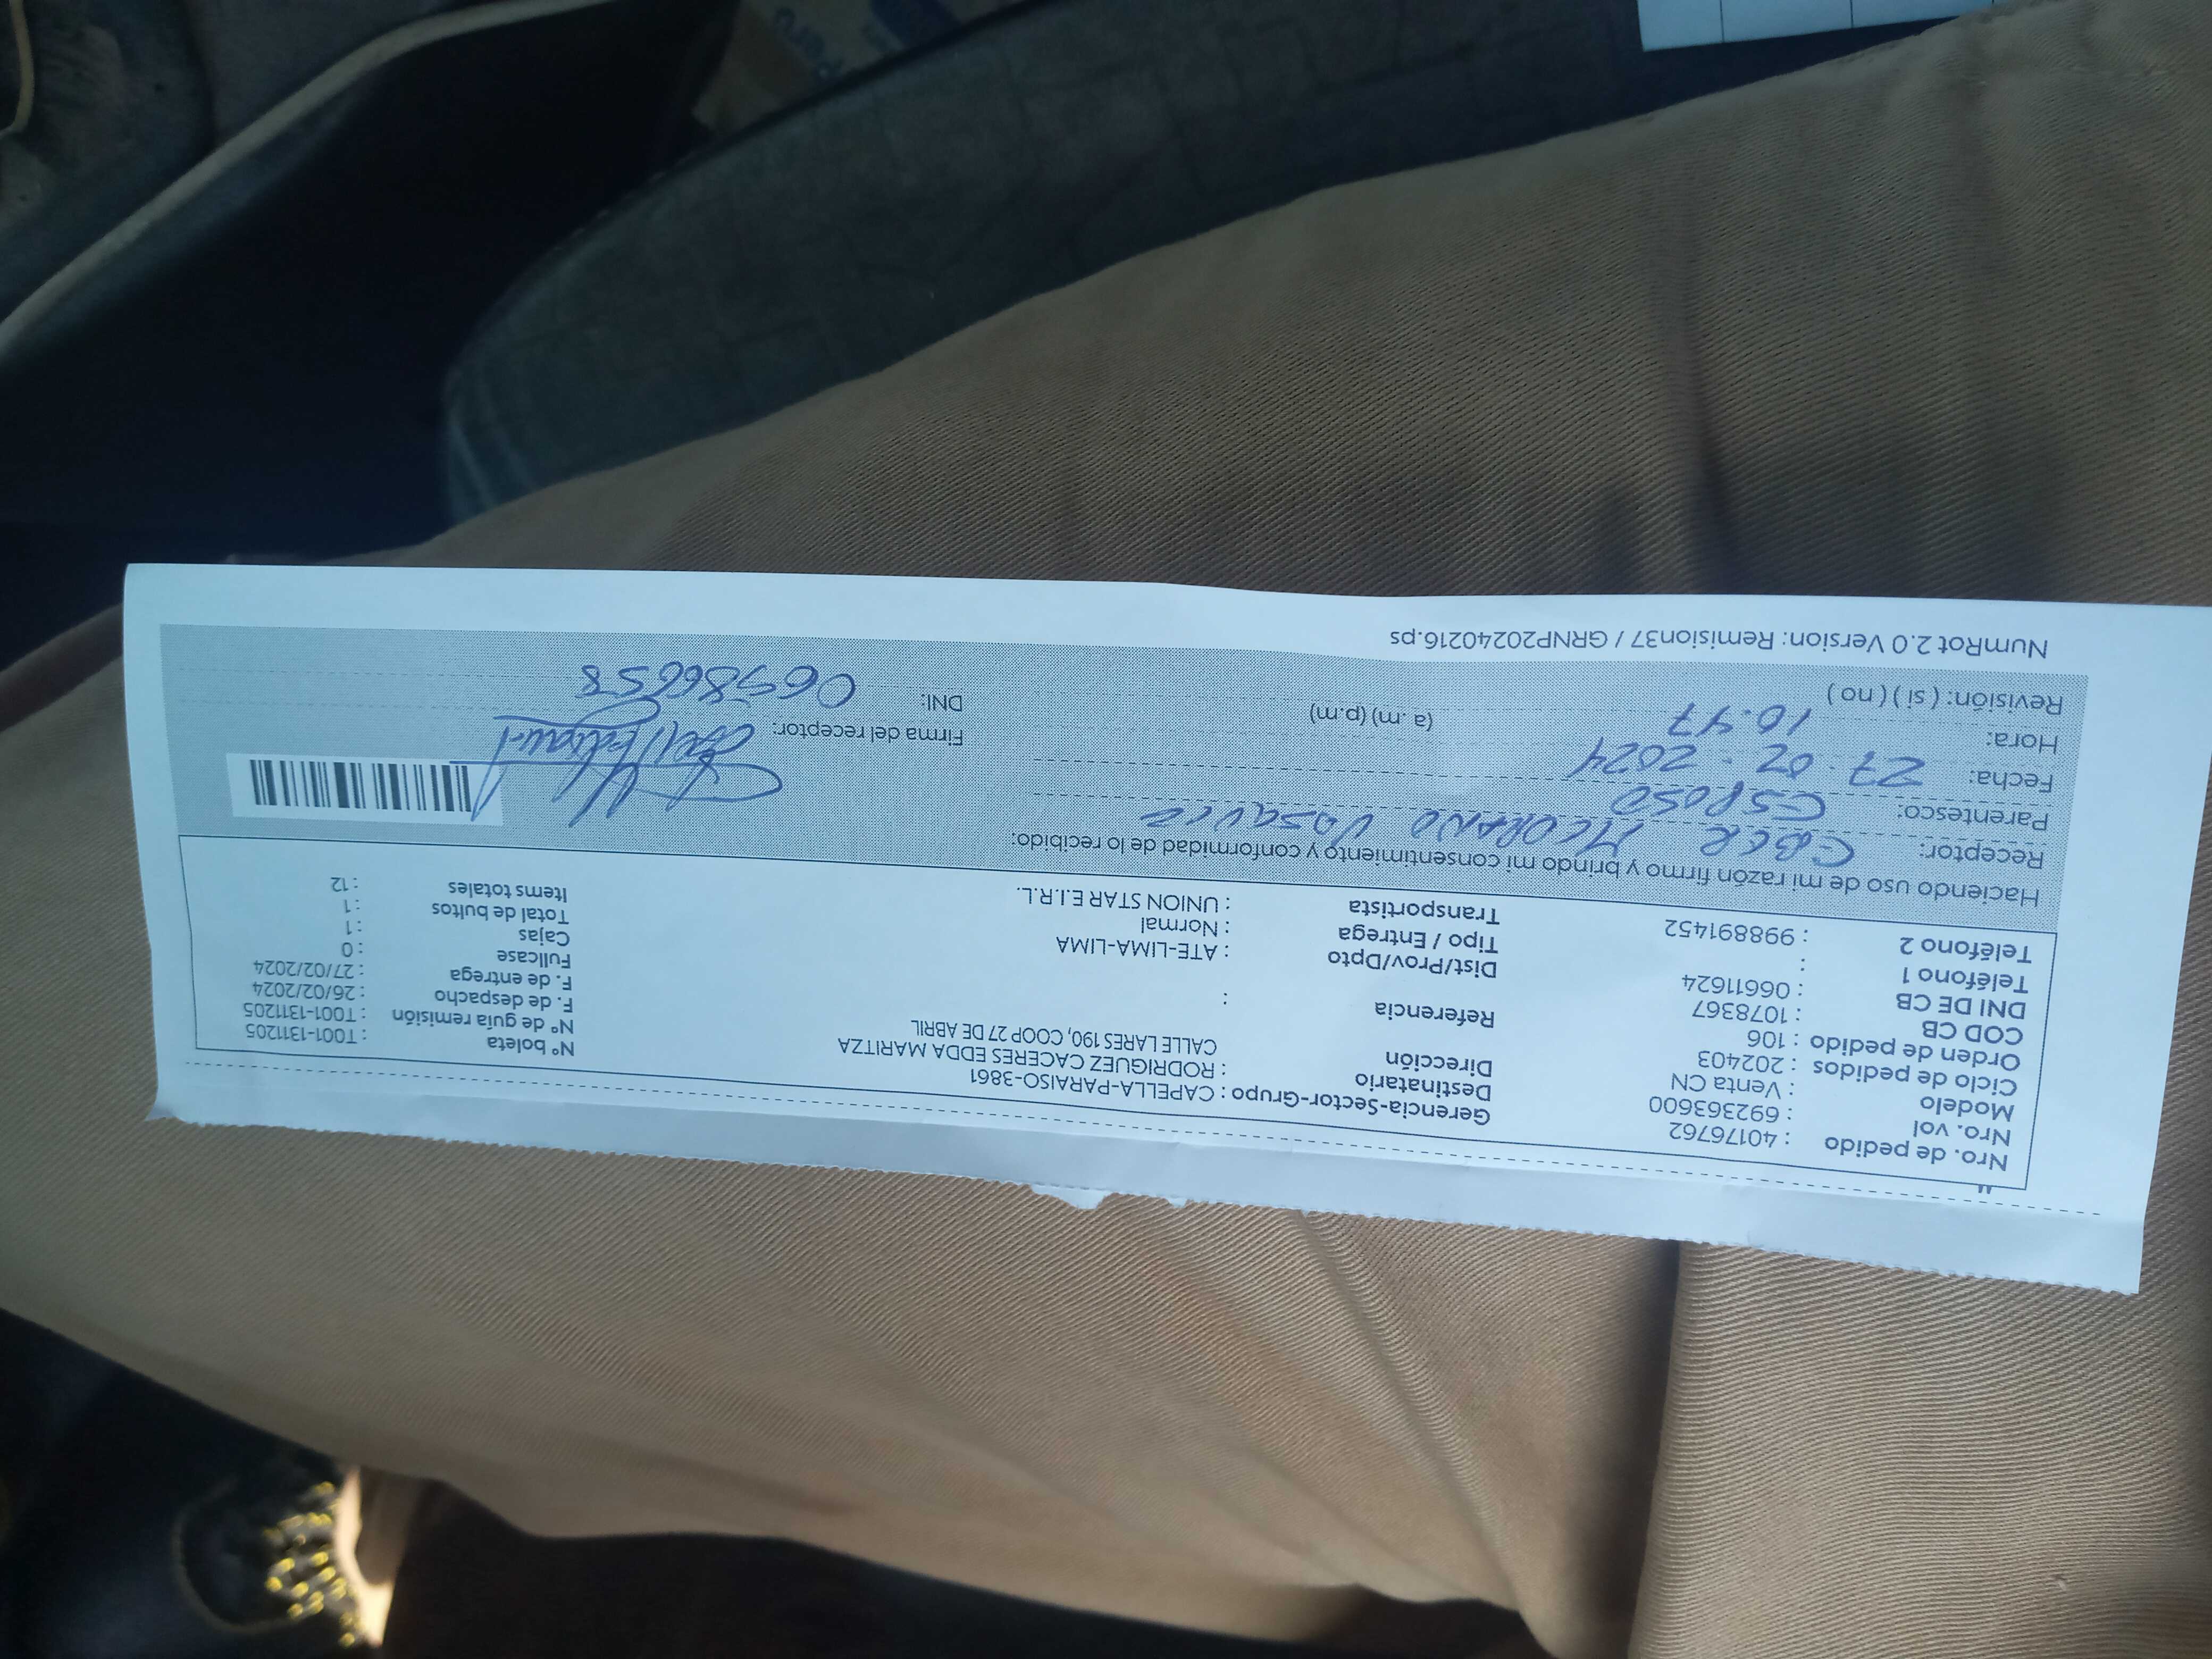 Nro. de pedido : 40176762
Nro. vol : 692363600
Modelo : Venta CN
Ciclo de pedidos : 202403
Orden de pedido : 106
COD CB : 1078367
DNI DE CB : 06611624
Teléfono 1 :
Teléfono 2 : 998891452
Gerencia-Sector-Grupo : CAPELLA-PARAISO-3861
Destinatario : RODRIGUEZ CACERES EDDA MARITZA
Dirección CALLE LARES 190, COOP 27 DE ABRIL
Referencia :
Dist/Prov/Dpto : ATE-LIMA-LIMA
Tipo / Entrega : Normal
Transportista : UNION STAR E.I.R.L.
N° boleta : T001-1311205
N° de guía remisión : T001-1311205
F. de despacho : 26/02/2024
F. de entrega : 27/02/2024
Fullcase : 0
Cajas : 1
Total de bultos : 1
Items totales : 12
Haciendo uso de mi razón firmo y brindo mi consentimiento y conformidad de lo recibido:
Receptor: EBER MEDRANO VASQUEZ
Parentesco: ESPOSO
Fecha: 27.02.2024
Hora: 10.47 (a.m) (p.m)
Revisión: ( si ) ( no )
Firma del receptor:
DNI:
NumRot 2.0 Version: Remision37 / GRNP20240216.ps